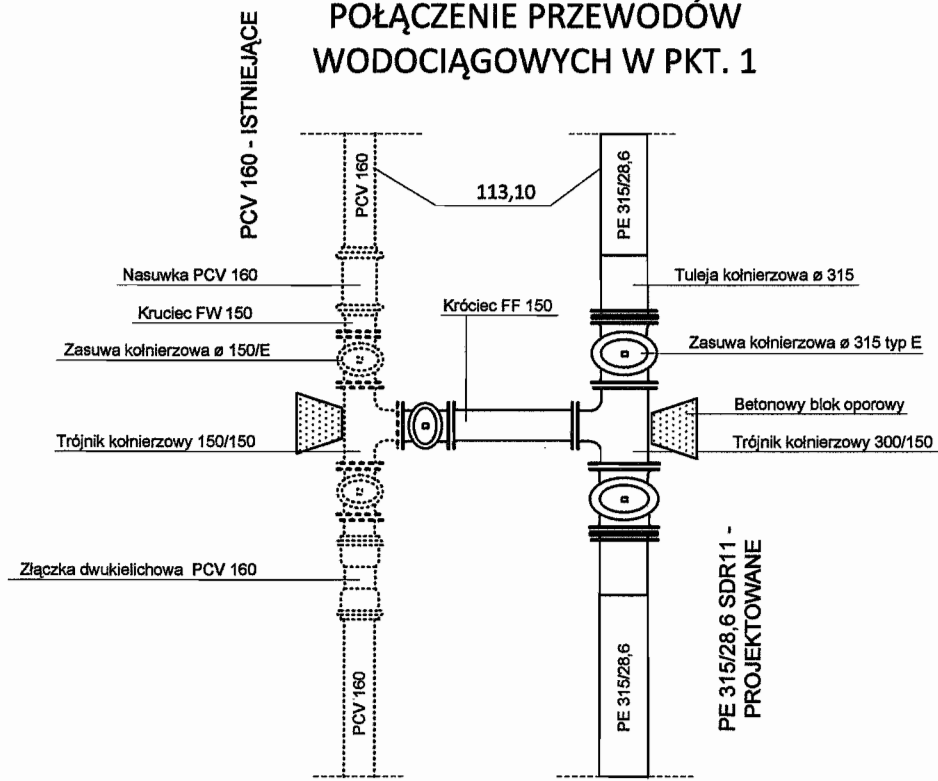 POŁĄCZENIE PRZEWODÓW
WODOCIĄGOWYCH W PKT. 1
PCV 160 - ISTNIEJĄCE
PCV 160
113,10
PE 315/28,6
Nasuwka PCV 160
Tuleja kołnierzowa ø 315
Kruciec FW 150
Króciec FF 150
Zasuwa kołnierzowa ø 150/E
Zasuwa kołnierzowa ø 315 typ E
Betonowy blok oporowy
Trójnik kołnierzowy 150/150
Trójnik kołnierzowy 300/150
Złączka dwukielichowa PCV 160
PCV 160
PE 315/28,6
PE 315/28,6 SDR11 -
PROJEKTOWANE